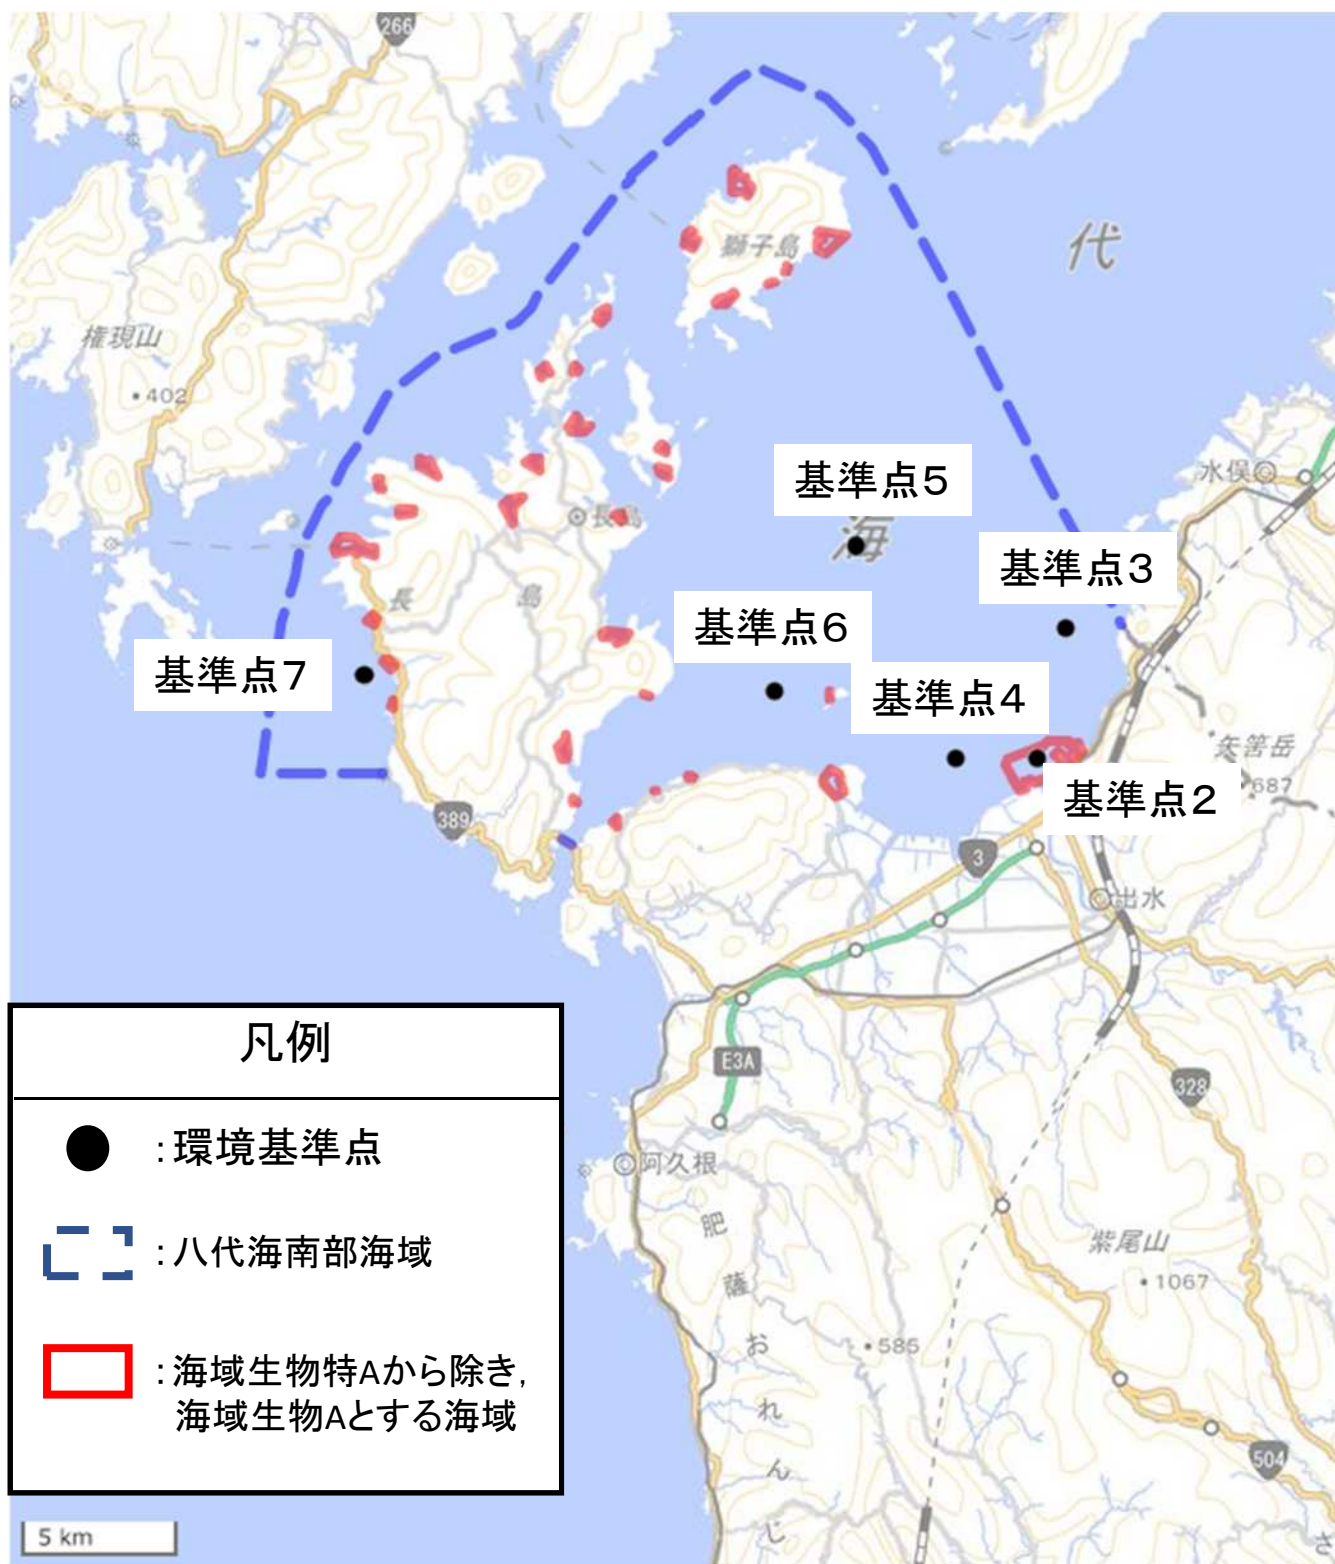 266
代
獅子島
権現山
402
水俣
基準点5
海
長島
基準点3
長
島
基準点6
基準点7
基準点4
矢筈岳
687
基準点2
389
3
出水
凡例
E3A
328
:環境基準点
阿久根
肥
薩
お
れ
ん
じ
紫尾山
1067
:八代海南部海域
585
:海域生物特Aから除き,
海域生物Aとする海域
504
5 km
さ